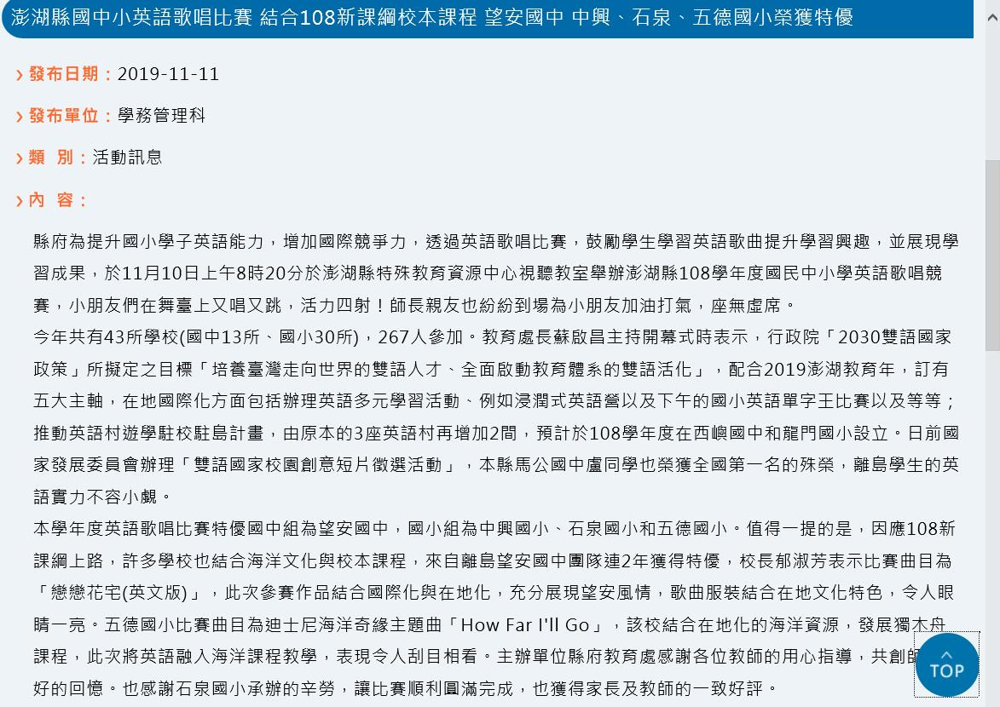 澎湖縣國中小英語歌唱比賽 結合108新課綱校本課程 望安國中 中興、石泉、五德國小榮獲特優
發布日期：2019-11-11
發布單位：學務管理科
類 別：活動訊息
內 容：
縣府為提升國小學子英語能力，增加國際競爭力，透過英語歌唱比賽，鼓勵學生學習英語歌曲提升學習興趣，並展現學
習成果，於11月10日上午8時20分於澎湖縣特殊教育資源中心視聽教室舉辦澎湖縣108學年度國民中小學英語歌唱競
賽，小朋友們在舞臺上又唱又跳，活力四射！師長親友也紛紛到場為小朋友加油打氣，座無虛席。
今年共有43所學校(國中13所、國小30所)，267人參加。教育處長蘇啟昌主持開幕式時表示，行政院「2030雙語國家
政策」所擬定之目標「培養臺灣走向世界的雙語人才、全面啟動教育體系的雙語活化」，配合2019澎湖教育年，訂有
五大主軸，在地國際化方面包括辦理英語多元學習活動、例如浸潤式英語營以及下午的國小英語單字王比賽以及等等；
推動英語村遊學駐校駐島計畫，由原本的3座英語村再增加2間，預計於108學年度在西嶼國中和龍門國小設立。日前國
家發展委員會辦理「雙語國家校園創意短片徵選活動」，本縣馬公國中盧同學也榮獲全國第一名的殊榮，離島學生的英
語實力不容小覷。
本學年度英語歌唱比賽特優國中組為望安國中，國小組為中興國小、石泉國小和五德國小。值得一提的是，因應108新
課綱上路，許多學校也結合海洋文化與校本課程，來自離島望安國中團隊連2年獲得特優，校長郁淑芳表示比賽曲目為
「戀戀花宅(英文版)」，此次參賽作品結合國際化與在地化，充分展現望安風情，歌曲服裝結合在地文化特色，令人眼
睛一亮。五德國小比賽曲目為迪士尼海洋奇緣主題曲「How Far I'll Go」，該校結合在地化的海洋資源，發展獨木舟
課程，此次將英語融入海洋課程教學，表現令人刮目相看。主辦單位縣府教育處感謝各位教師的用心指導，共創
好的回憶。也感謝石泉國小承辦的辛勞，讓比賽順利圓滿完成，也獲得家長及教師的一致好評。
TOP